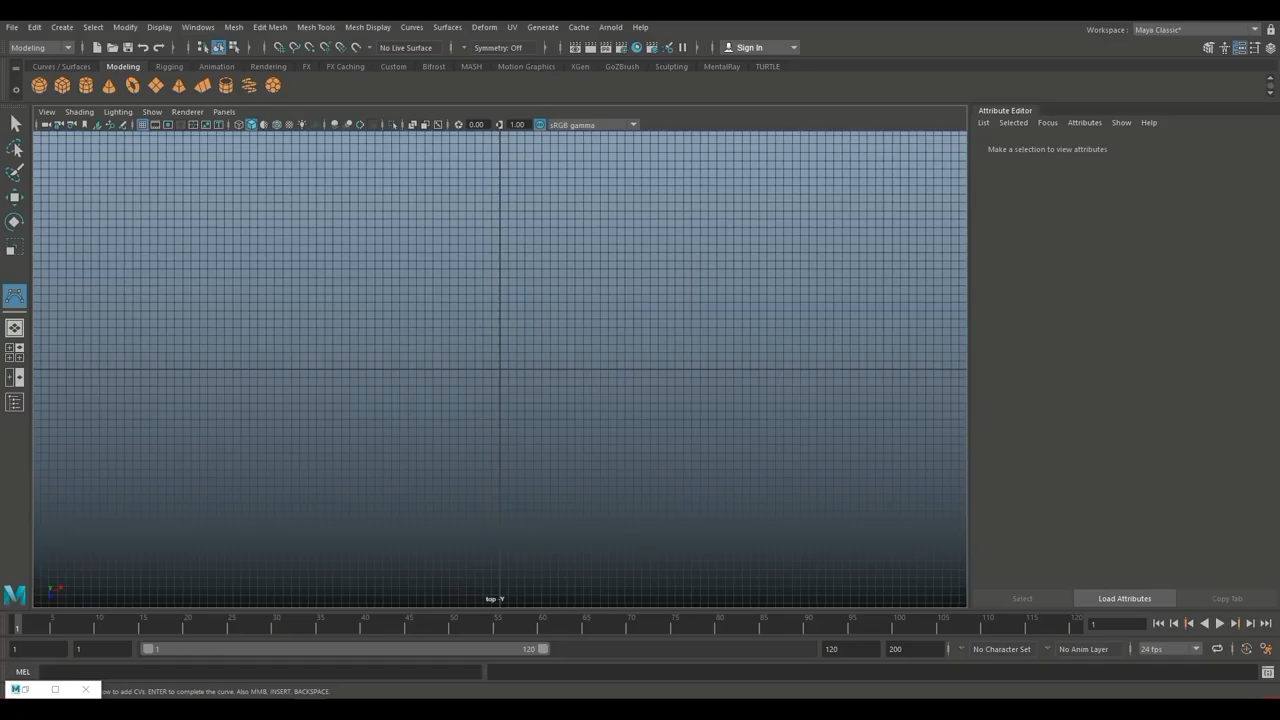 File Edit Create Select Modify Display Windows Mesh Edit Mesh Mesh Tools Mesh Display Curves Surfaces Deform UV Generate Cache Arnold Help
Workspace : Maya Classic*
Modeling No Live Surface Symmetry: Off Sign In
Curves / Surfaces Modeling Rigging Animation Rendering FX FX Caching Custom Bifrost MASH Motion Graphics XGen GoZBrush Sculpting MentalRay TURTLE
View Shading Lighting Show Renderer Panels
0.00 1.00 sRGB gamma
Attribute Editor
List Selected Focus Attributes Show Help
Make a selection to view attributes
top -Y
Select Load Attributes Copy Tab
5 10 15 20 25 30 35 40 45 50 55 60 65 70 75 80 85 90 95 100 105 110 115 120
1 1
1 1 1 120 120 200 No Character Set No Anim Layer 24 fps
MEL
ow to add CVs. ENTER to complete the curve. Also MMB, INSERT, BACKSPACE.